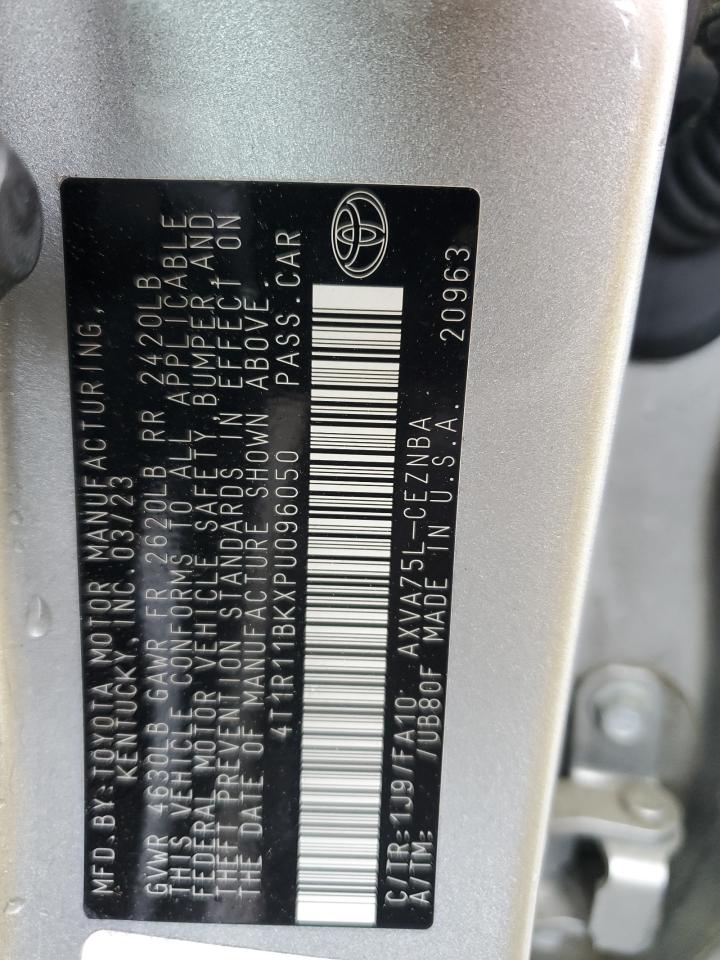 MFD.BY:TOYOTA MOTOR MANUFACTURING,
KENTUCKY, INC. 03/23
GVWR 4630LB GAWR FR 2620LB RR 2420LB
THIS VEHICLE CONFORMS TO ALL APPLICABLE
FEDERAL MOTOR VEHICLE SAFETY, BUMPER, AND
THEFT PREVENTION STANDARDS IN EFFECT ON
THE DATE OF MANUFACTURE SHOWN ABOVE.
4T1R11BKXPU096050 PASS.CAR
C/TR:1J9/FA10 AXVA75L-CEZNBA
A/TM: /UB80F MADE IN U.S.A. 20963